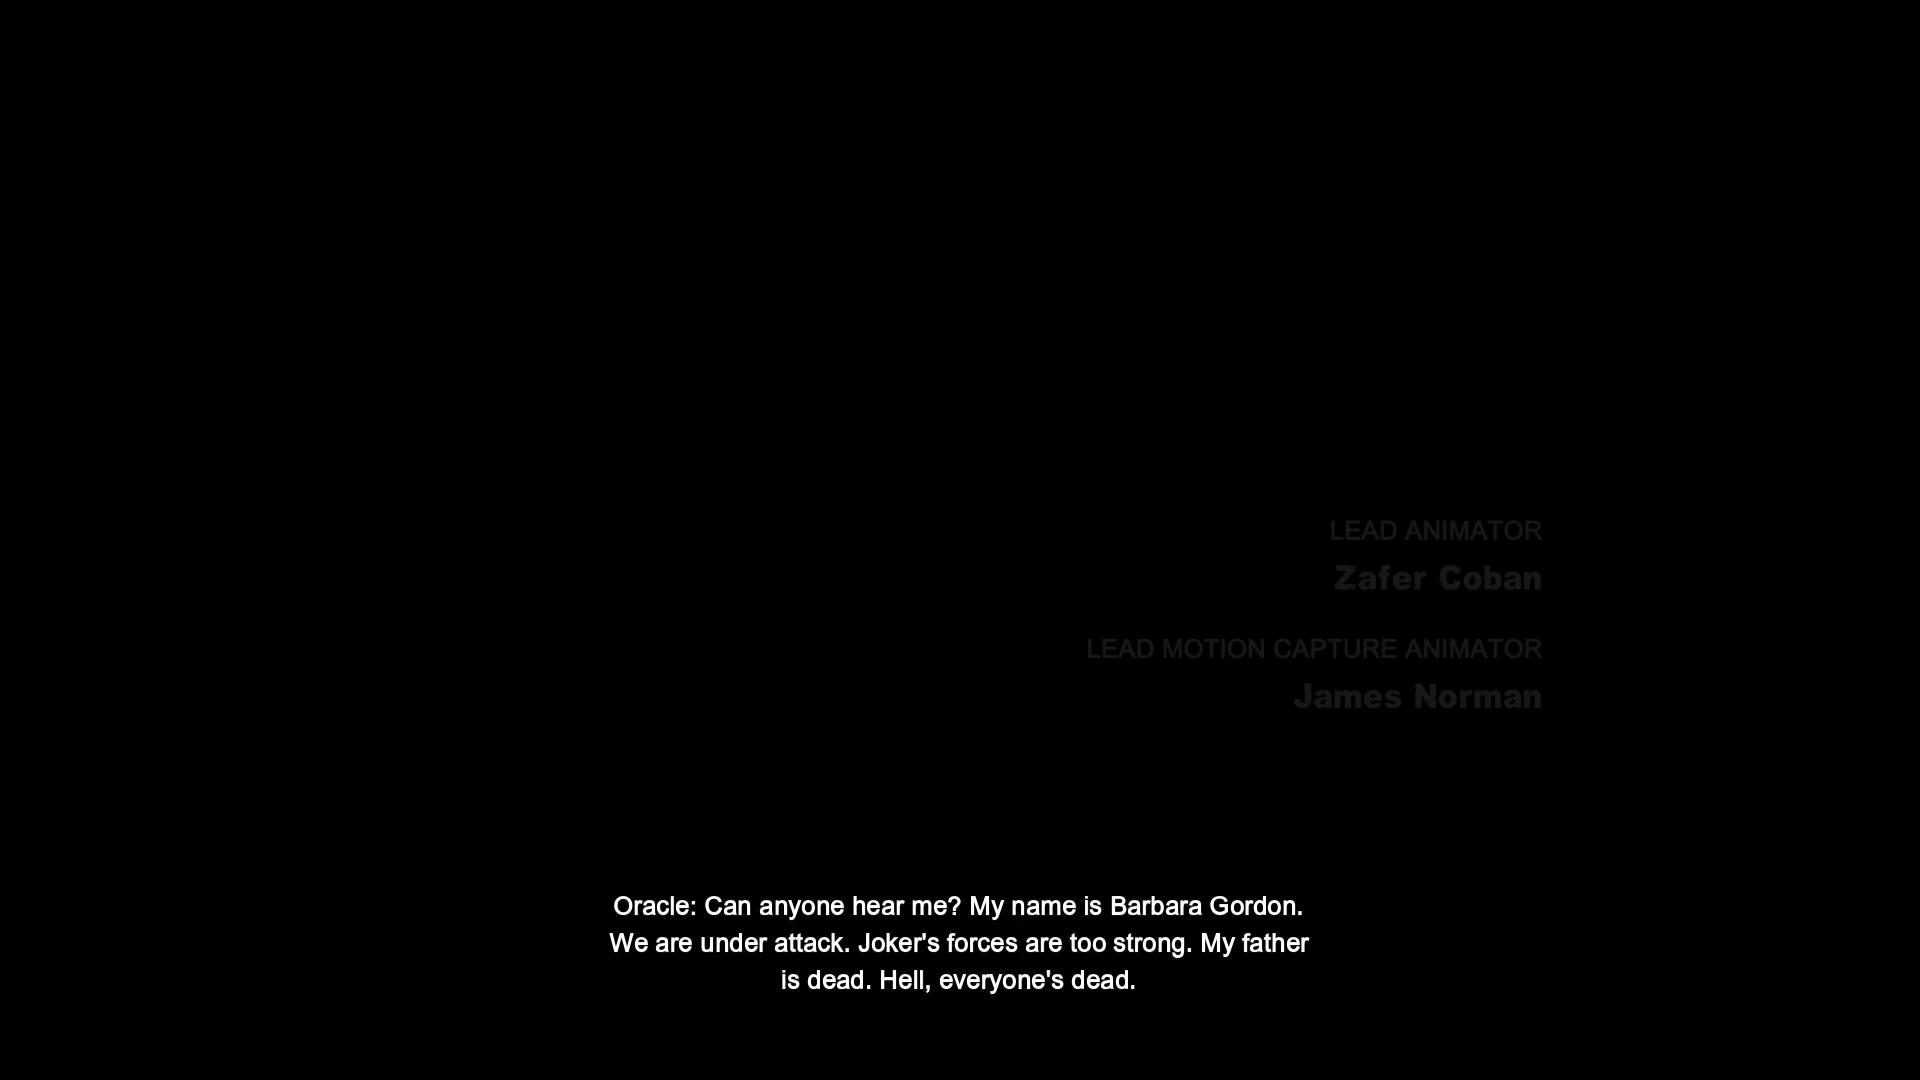 LEAD ANIMATOR
Zafer Coban
LEAD MOTION CAPTURE ANIMATOR
James Norman
Oracle: Can anyone hear me? My name is Barbara Gordon.
We are under attack. Joker's forces are too strong. My father
is dead. Hell, everyone's dead.